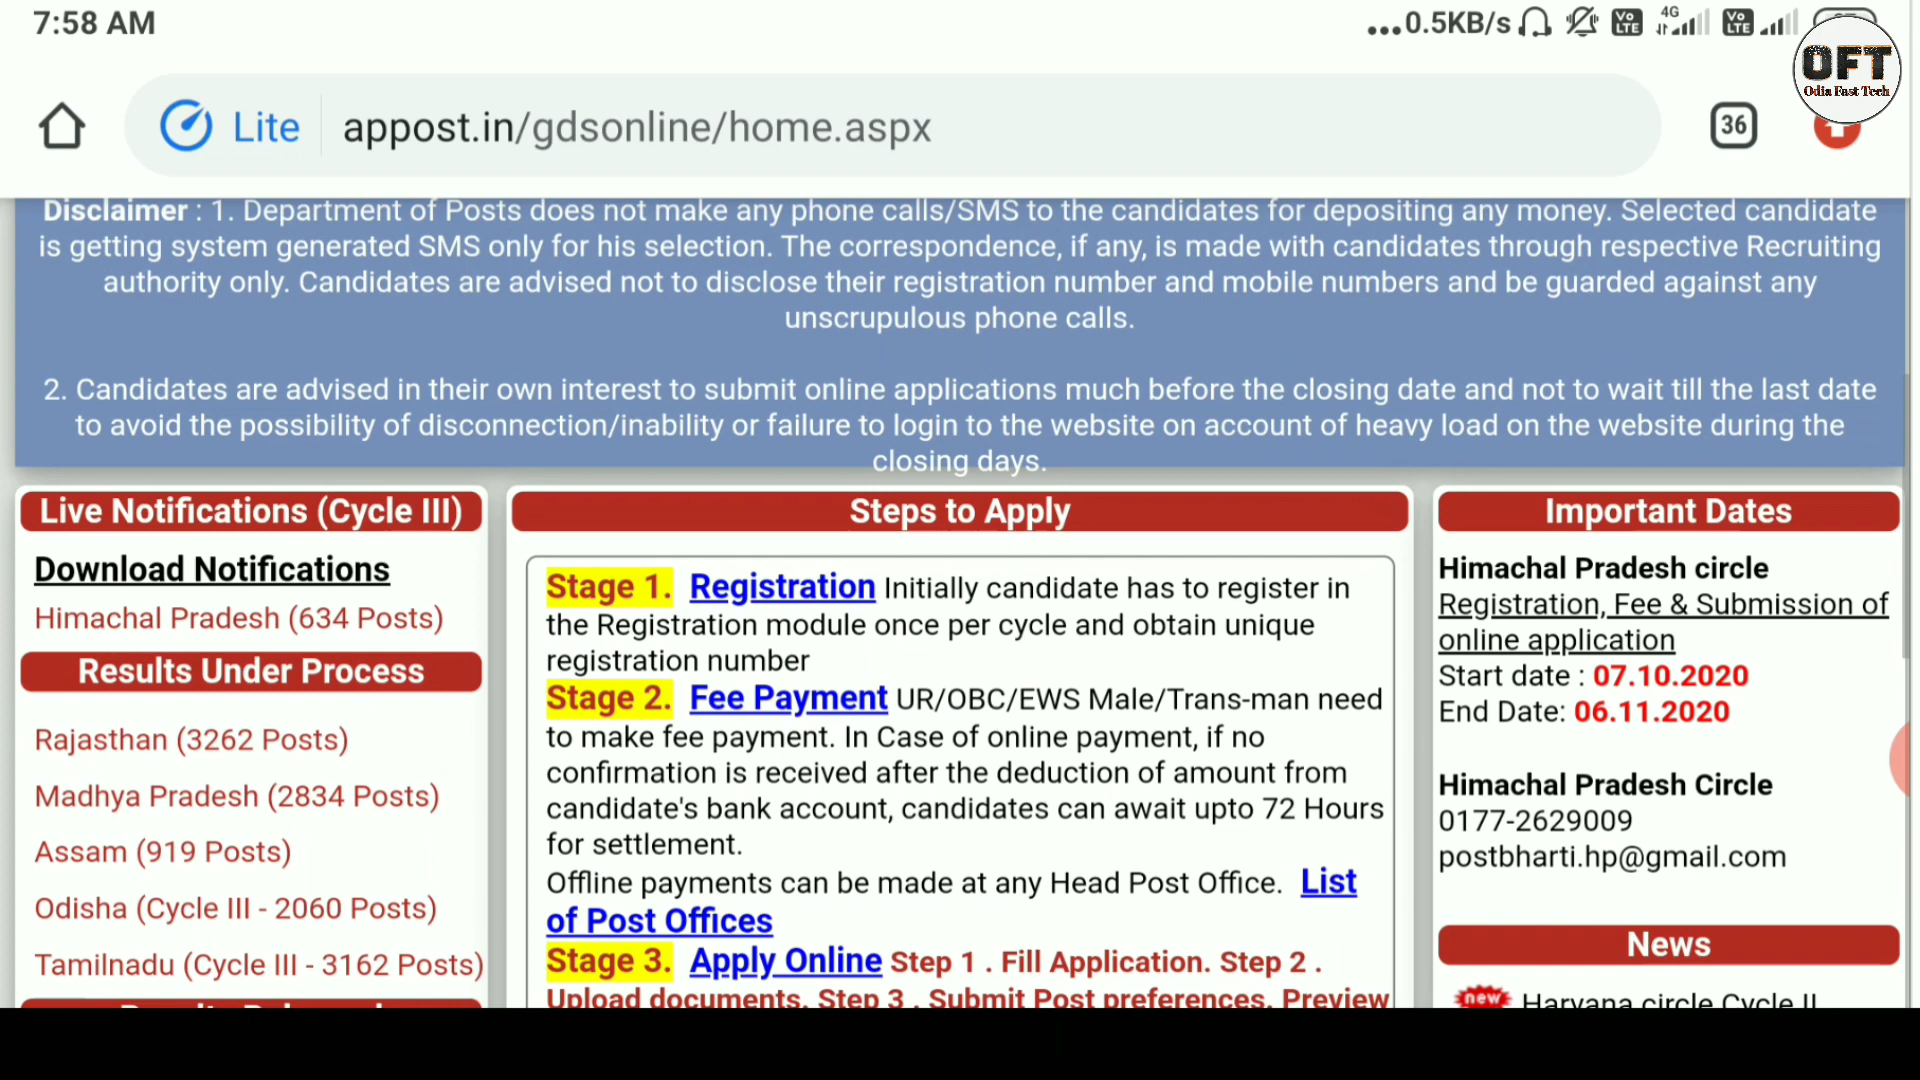 7:58 AM
...0.5KB/s
Vo LTE
4G
Vo LTE
OFT
Odia Fast Tech
Lite
appost.in/gdsonline/home.aspx
36
Disclaimer : 1. Department of Posts does not make any phone calls/SMS to the candidates for depositing any money. Selected candidate
is getting system generated SMS only for his selection. The correspondence, if any, is made with candidates through respective Recruiting
authority only. Candidates are advised not to disclose their registration number and mobile numbers and be guarded against any
unscrupulous phone calls.
2. Candidates are advised in their own interest to submit online applications much before the closing date and not to wait till the last date
to avoid the possibility of disconnection/inability or failure to login to the website on account of heavy load on the website during the
closing days.
Live Notifications (Cycle III)
Download Notifications
Himachal Pradesh (634 Posts)
Results Under Process
Rajasthan (3262 Posts)
Madhya Pradesh (2834 Posts)
Assam (919 Posts)
Odisha (Cycle III - 2060 Posts)
Tamilnadu (Cycle III - 3162 Posts)
Steps to Apply
Stage 1. Registration Initially candidate has to register in
the Registration module once per cycle and obtain unique
registration number
Stage 2. Fee Payment UR/OBC/EWS Male/Trans-man need
to make fee payment. In Case of online payment, if no
confirmation is received after the deduction of amount from
candidate's bank account, candidates can await upto 72 Hours
for settlement.
Offline payments can be made at any Head Post Office. List
of Post Offices
Stage 3. Apply Online Step 1 . Fill Application. Step 2 .
Upload documents. Step 3 . Submit Post preferences. Preview
Important Dates
Himachal Pradesh circle
Registration, Fee & Submission of
online application
Start date : 07.10.2020
End Date: 06.11.2020
Himachal Pradesh Circle
0177-2629009
postbharti.hp@gmail.com
News
new Haryana circle Cycle II